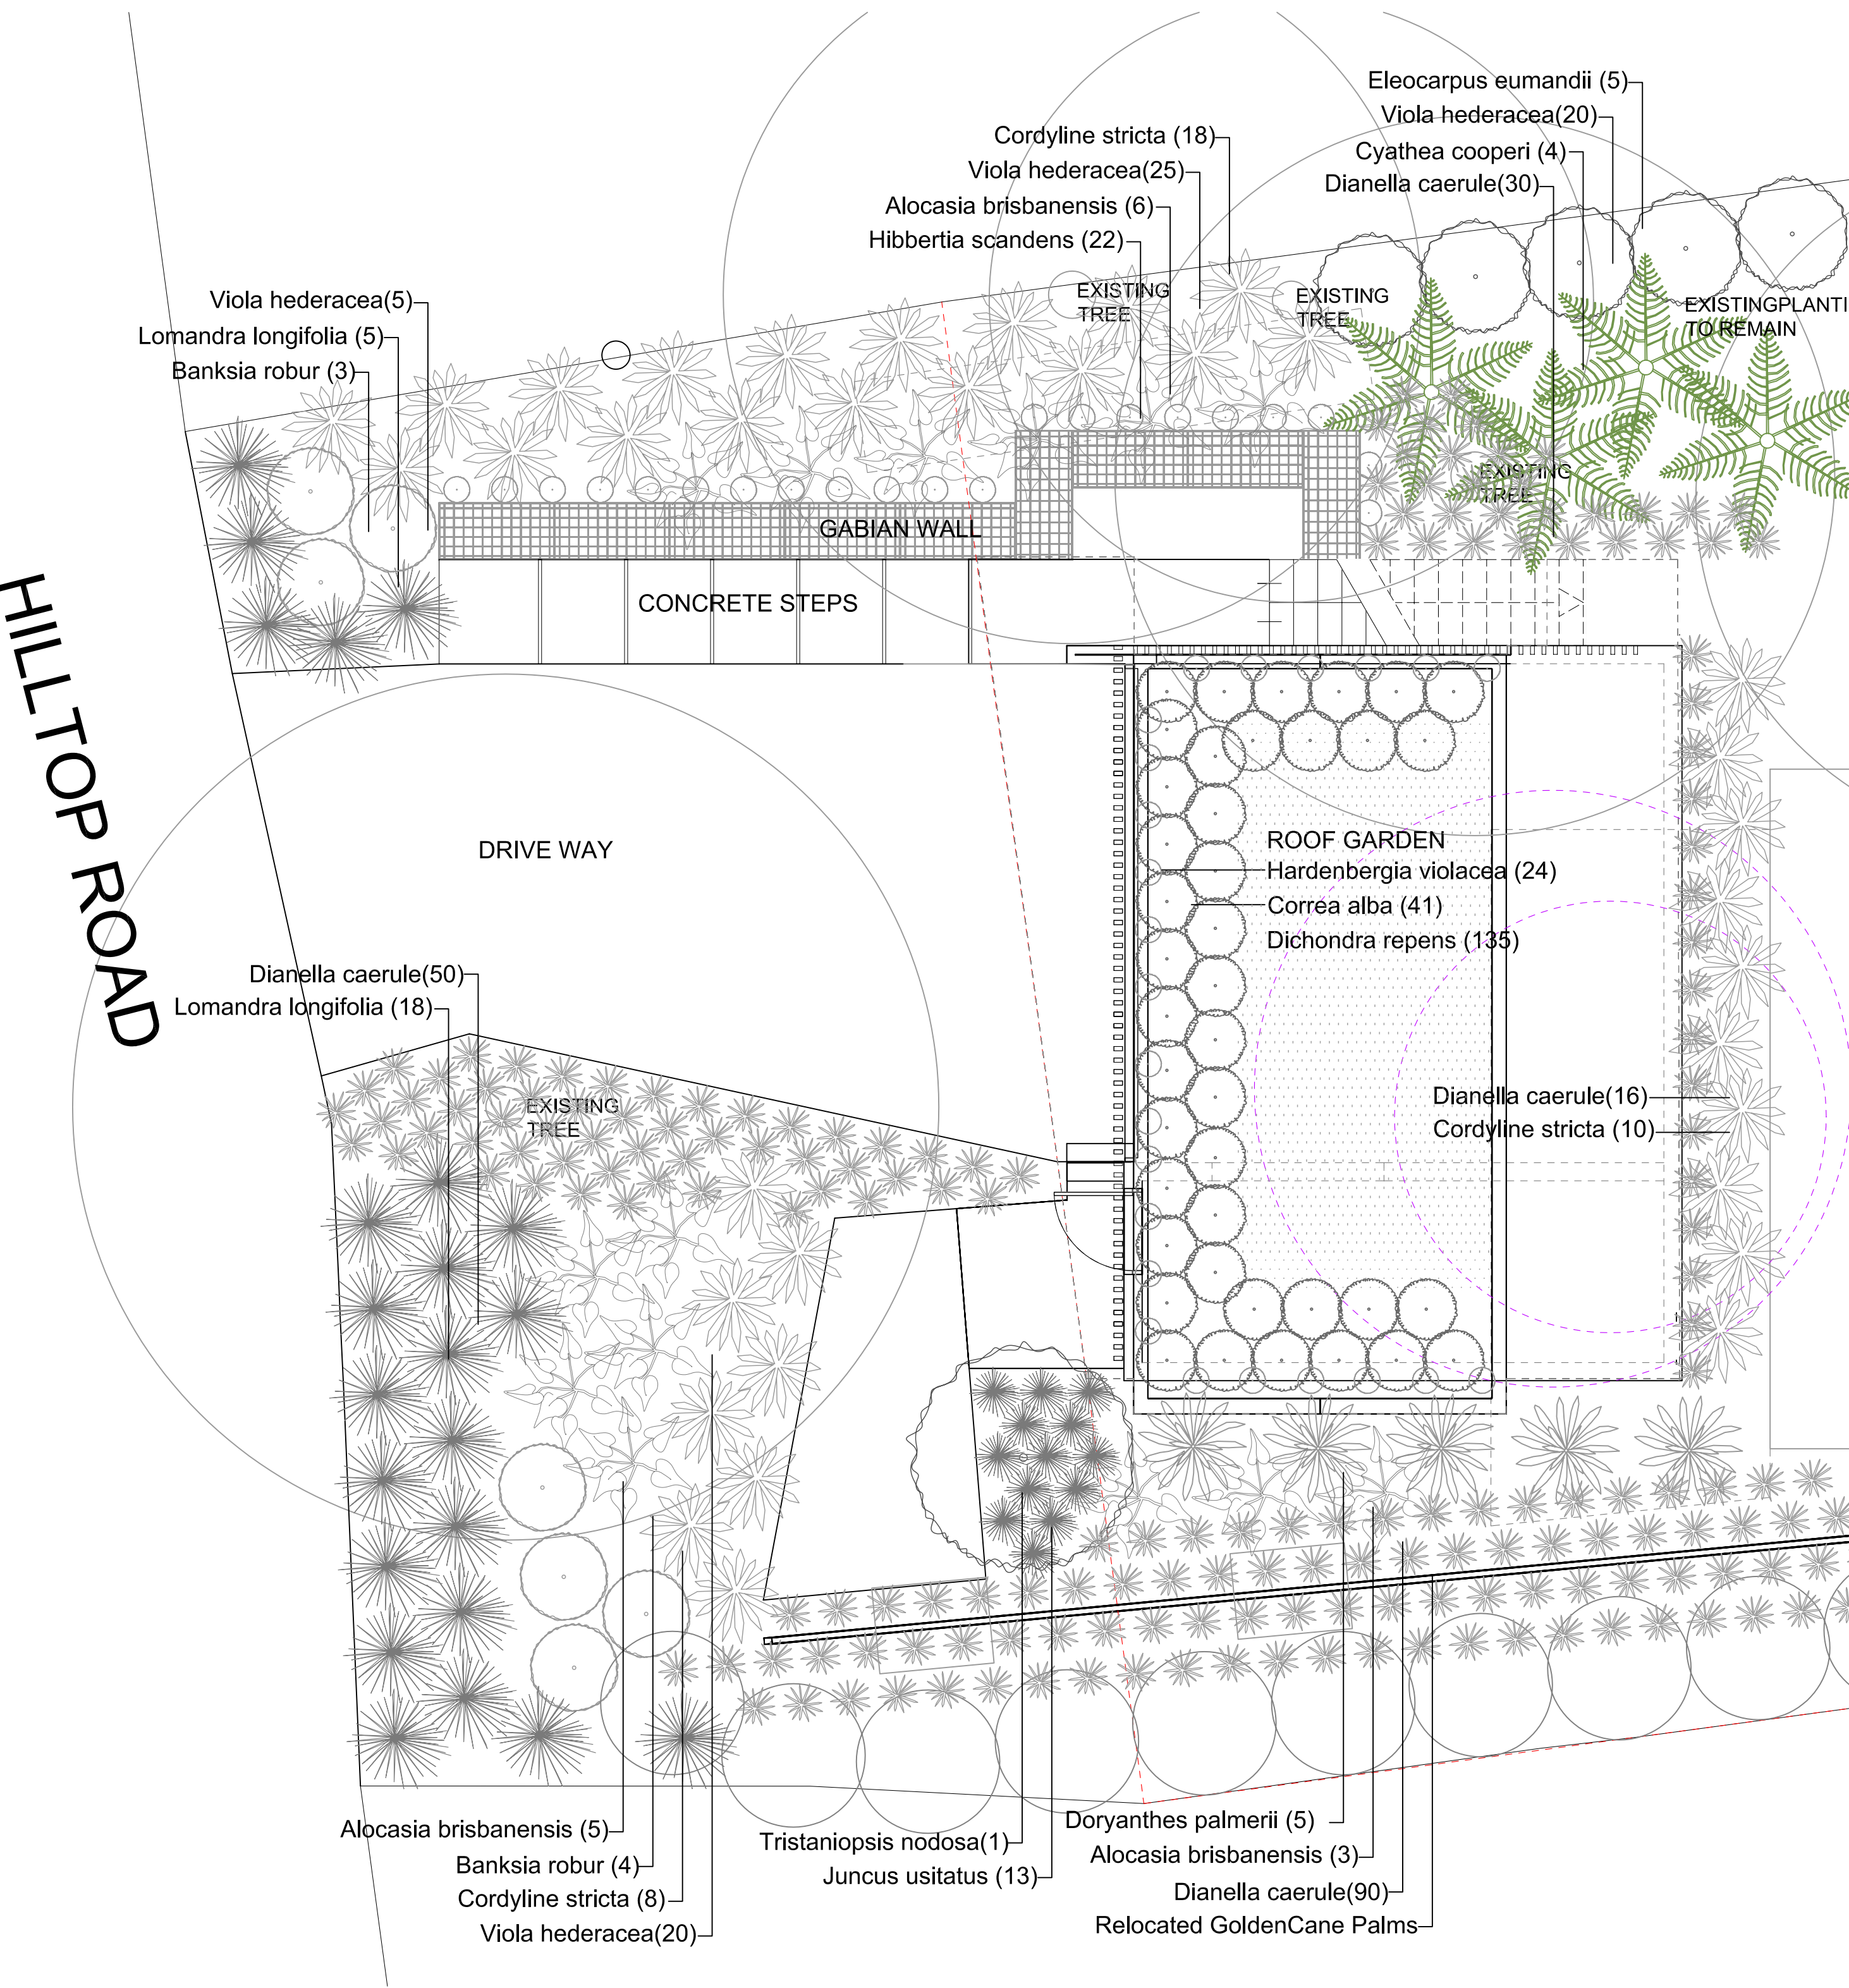 Eleocarpus eumandii (5)
Viola hederacea(20)
Cyathea cooperi (4)
Dianella caerule(30)
Cordyline stricta (18)
Viola hederacea(25)
Alocasia brisbanensis (6)
Hibbertia scandens (22)
Viola hederacea(5)
Lomandra longifolia (5)
Banksia robur (3)
EXISTING
TREE
EXISTING
TREE
EXISTINGPLANTI
TO REMAIN
EXISTING
TREE
GABIAN WALL
CONCRETE STEPS
HILLTOP ROAD
DRIVE WAY
ROOF GARDEN
Hardenbergia violacea (24)
Correa alba (41)
Dichondra repens (135)
Dianella caerule(50)
Lomandra longifolia (18)
EXISTING
TREE
Dianella caerule(16)
Cordyline stricta (10)
Alocasia brisbanensis (5)
Banksia robur (4)
Cordyline stricta (8)
Viola hederacea(20)
Tristaniopsis nodosa(1)
Juncus usitatus (13)
Doryanthes palmerii (5)
Alocasia brisbanensis (3)
Dianella caerule(90)
Relocated GoldenCane Palms